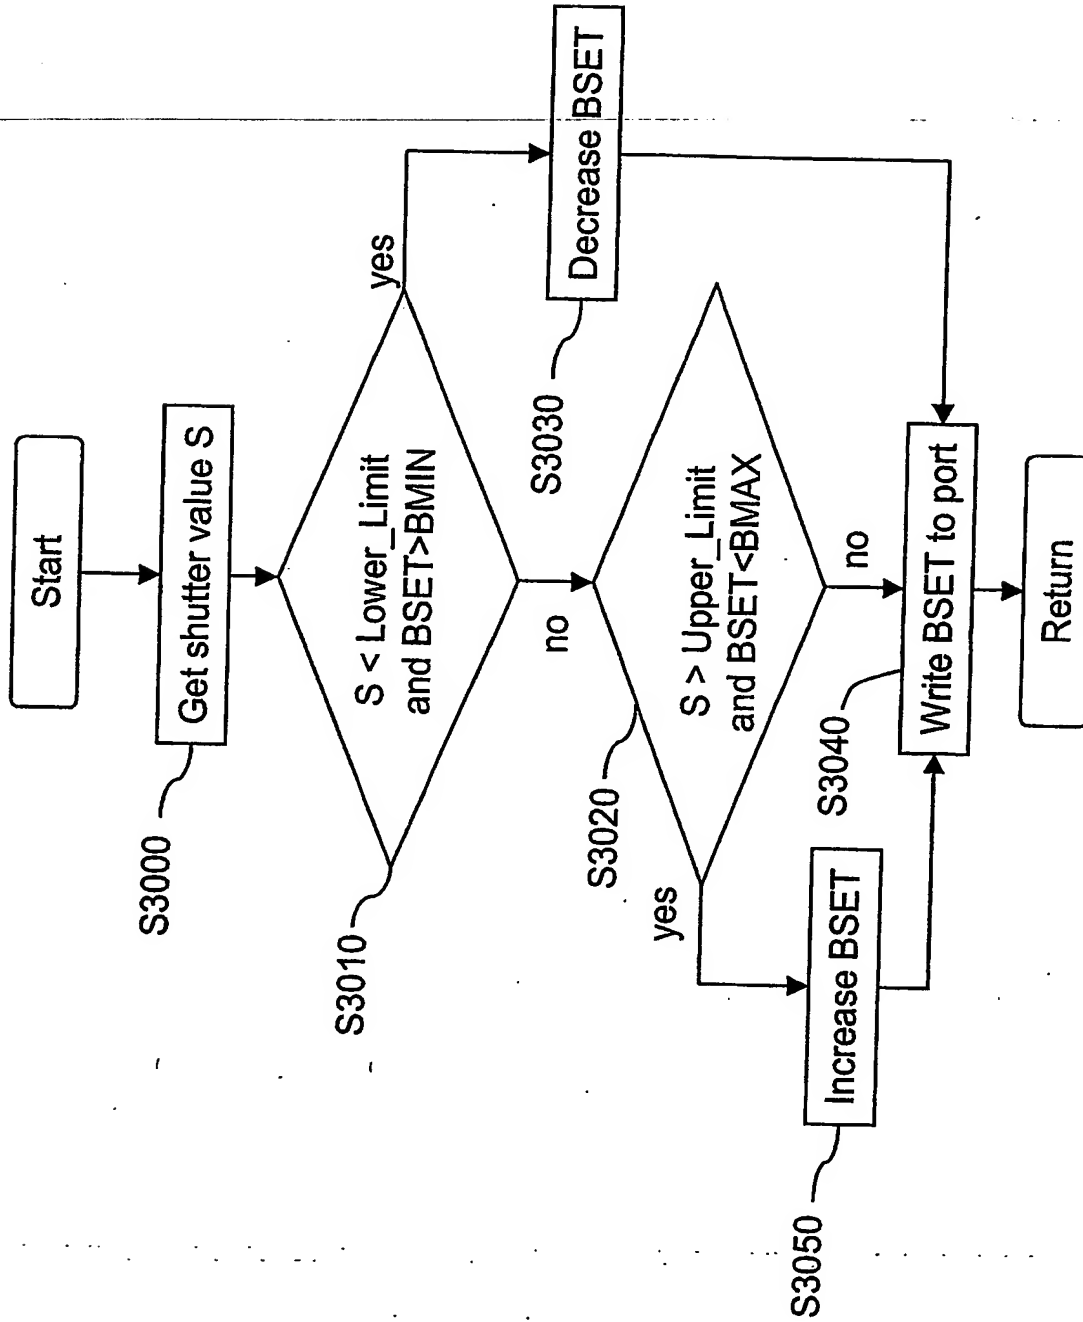 Start
Get shutter value S
S3000
S < Lower_Limit
and BSET>BMIN
S3010
yes
no
Decrease BSET
S3030
S > Upper_Limit
and BSET<BMAX
S3020
yes
no
Increase BSET
S3050
Write BSET to port
S3040
Return